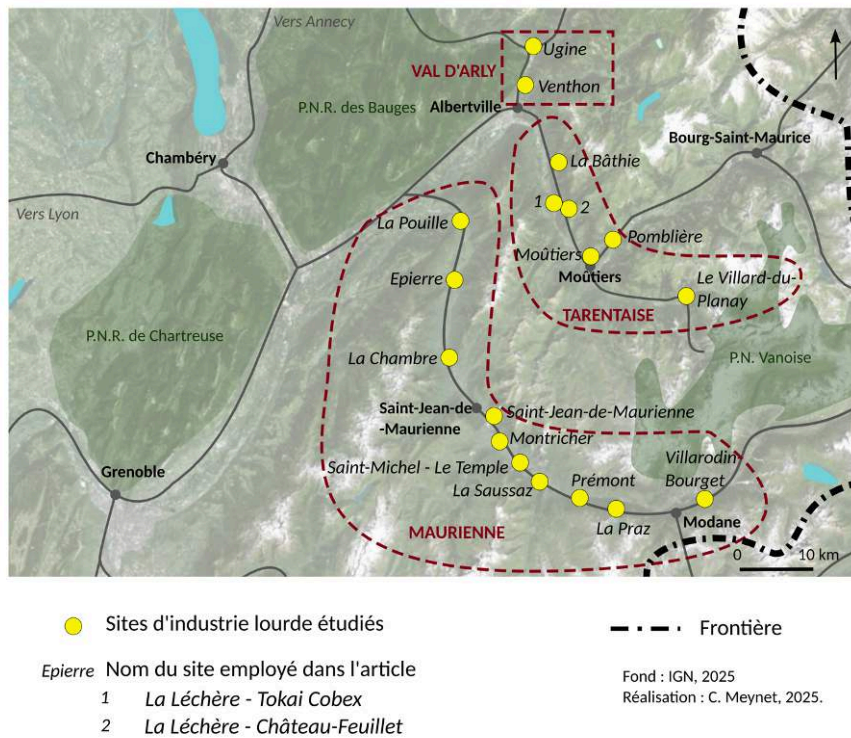 Vers Annecy
Ugine
VAL D'ARLY
Venthon
P.N.R. des Bauges
Albertville
Bourg-Saint-Maurice
Chambéry
La Bâthie
1
2
Vers Lyon
La Pouille
Pomblière
Moûtiers
Moûtiers
Epierre
Le Villard-du-
Planay
TARENTAISE
P.N.R. de Chartreuse
La Chambre
P.N. Vanoise
Saint-Jean-de
-Maurienne
Saint-Jean-de-Maurienne
Montricher
Grenoble
Saint-Michel - Le Temple
Villarodin
Bourget
La Saussaz
Prémont
La Praz
Modane
MAURIENNE
0 10 km
Sites d'industrie lourde étudiés
Frontière
Epierre Nom du site employé dans l'article
1 La Léchère - Tokai Cobex
2 La Léchère - Château-Feuillet
Fond : IGN, 2025
Réalisation : C. Meynet, 2025.